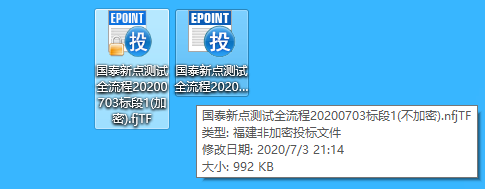 EPOINT
投
国泰新点测试
全流程20200
703标段1(加
密).fjTF
EPOINT
投
国泰新点测试
全流程2020...
国泰新点测试全流程20200703标段1(不加密).nfjTF
类型: 福建非加密投标文件
修改日期: 2020/7/3 21:14
大小: 992 KB